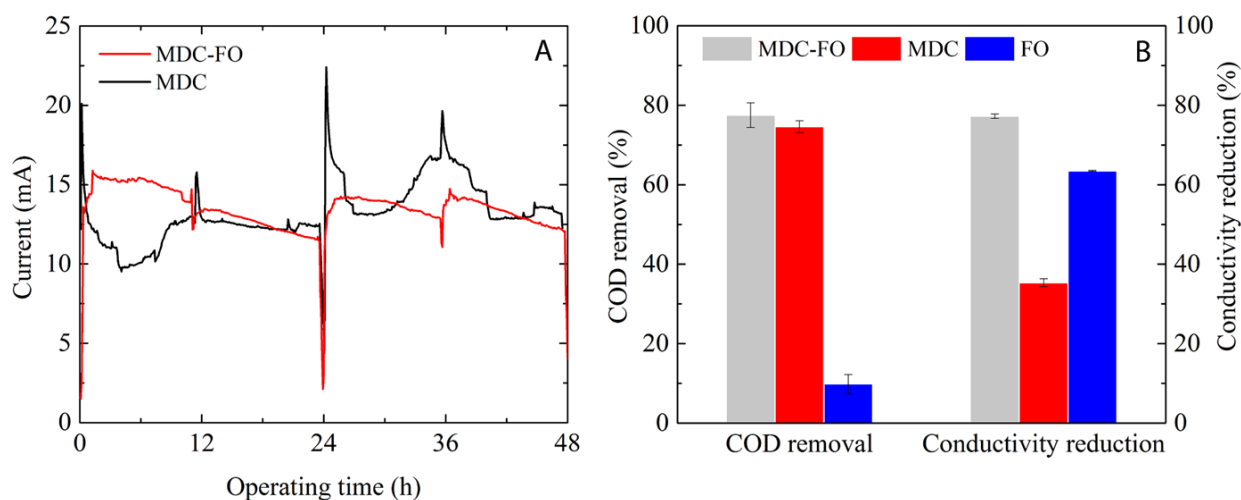 A
MDC-FO
MDC
Current (mA)
25
20
15
10
5
0
0 12 24 36 48
Operating time (h)
B
MDC-FO MDC FO
COD removal (%)
100
80
60
40
20
0
COD removal Conductivity reduction
100
80
60
40
20
0
Conductivity reduction (%)